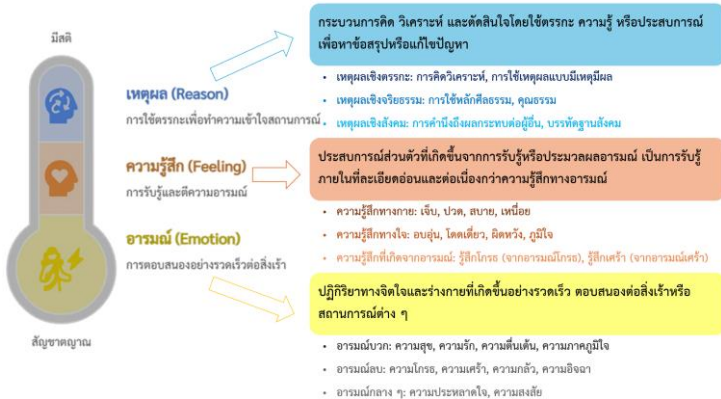 มีสติ
เหตุผล (Reason)
การใช้ตรรกะเพื่อทำความเข้าใจสถานการณ์
ความรู้สึก (Feeling)
การรับรู้และตีความอารมณ์
อารมณ์ (Emotion)
การตอบสนองอย่างรวดเร็วต่อสิ่งเร้า
สัญชาตญาณ
กระบวนการคิด วิเคราะห์ และตัดสินใจโดยใช้ตรรกะ ความรู้ หรือประสบการณ์
เพื่อหาข้อสรุปหรือแก้ไขปัญหา
• เหตุผลเชิงตรรกะ: การคิดวิเคราะห์, การใช้เหตุผลแบบมีเหตุมีผล
• เหตุผลเชิงจริยธรรม: การใช้หลักศีลธรรม, คุณธรรม
• เหตุผลเชิงสังคม: การคำนึงถึงผลกระทบต่อผู้อื่น, บรรทัดฐานสังคม
ประสบการณ์ส่วนตัวที่เกิดขึ้นจากการรับรู้หรือประมวลผลอารมณ์ เป็นการรับรู้
ภายในที่ละเอียดอ่อนและต่อเนื่องกว่าความรู้สึกทางอารมณ์
• ความรู้สึกทางกาย: เจ็บ, ปวด, สบาย, เหนื่อย
• ความรู้สึกทางใจ: อบอุ่น, โดดเดี่ยว, ผิดหวัง, ภูมิใจ
• ความรู้สึกที่เกิดจากอารมณ์: รู้สึกโกรธ (จากอารมณ์โกรธ), รู้สึกเศร้า (จากอารมณ์เศร้า)
ปฏิกิริยาทางจิตใจและร่างกายที่เกิดขึ้นอย่างรวดเร็ว ตอบสนองต่อสิ่งเร้าหรือ
สถานการณ์ต่าง ๆ
• อารมณ์บวก: ความสุข, ความรัก, ความตื่นเต้น, ความภาคภูมิใจ
• อารมณ์ลบ: ความโกรธ, ความเศร้า, ความกลัว, ความอิจฉา
• อารมณ์กลาง ๆ: ความประหลาดใจ, ความสงสัย